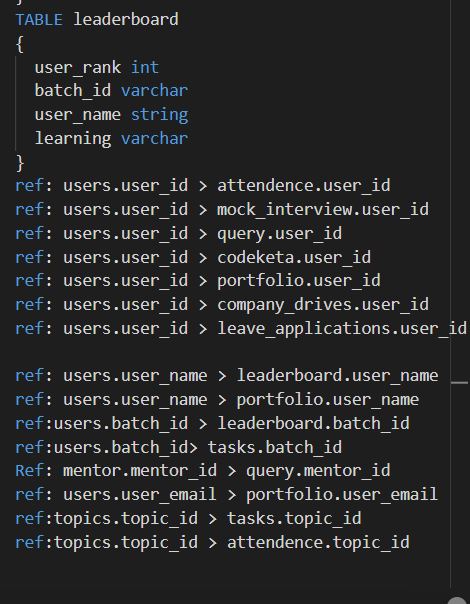 }
TABLE leaderboard
{
user_rank int
batch_id varchar
user_name string
learning varchar
}
ref: users.user_id > attendence.user_id
ref: users.user_id > mock_interview.user_id
ref: users.user_id > query.user_id
ref: users.user_id > codeketa.user_id
ref: users.user_id > portfolio.user_id
ref: users.user_id > company_drives.user_id
ref: users.user_id > leave_applications.user_id
ref: users.user_name > leaderboard.user_name
ref: users.user_name > portfolio.user_name
ref:users.batch_id > leaderboard.batch_id
ref:users.batch_id> tasks.batch_id
Ref: mentor.mentor_id > query.mentor_id
ref: users.user_email > portfolio.user_email
ref:topics.topic_id > tasks.topic_id
ref:topics.topic_id > attendence.topic_id